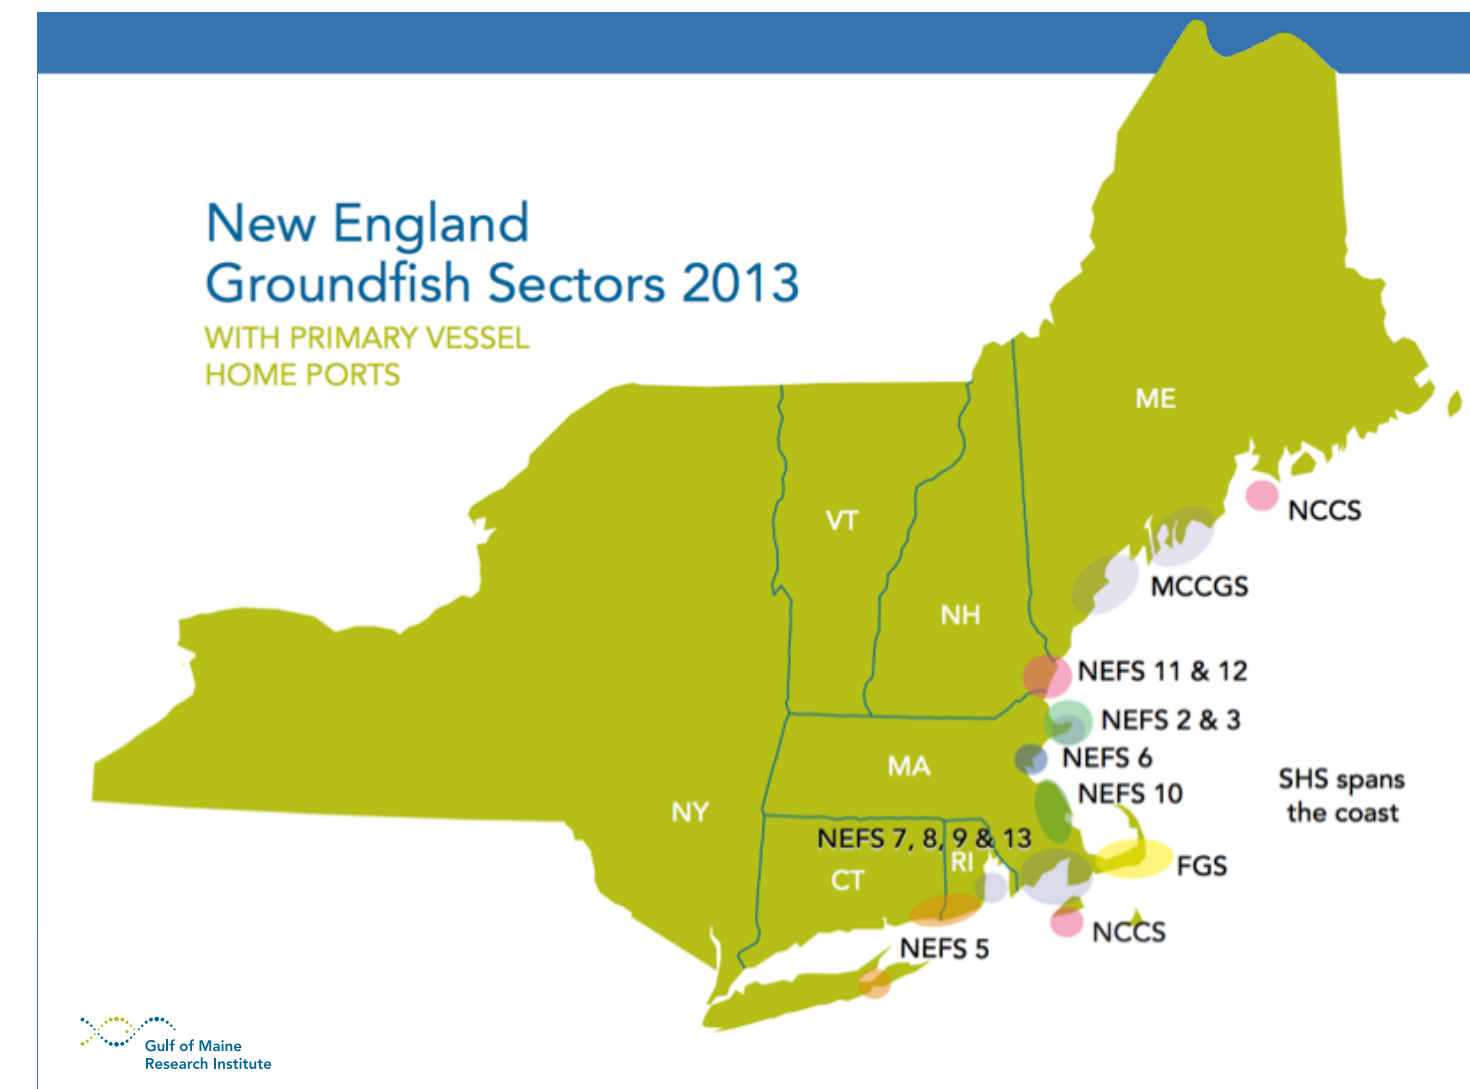 New England
Groundfish Sectors 2013
WITH PRIMARY VESSEL
HOME PORTS
ME
NCCS
VT
MCCGS
NH
NEFS 11 & 12
NEFS 2 & 3
NEFS 6
MA
SHS spans
the coast
NEFS 10
NY
NEFS 7, 8, 9 & 13
RI
FGS
CT
NCCS
NEFS 5
Gulf of Maine
Research Institute